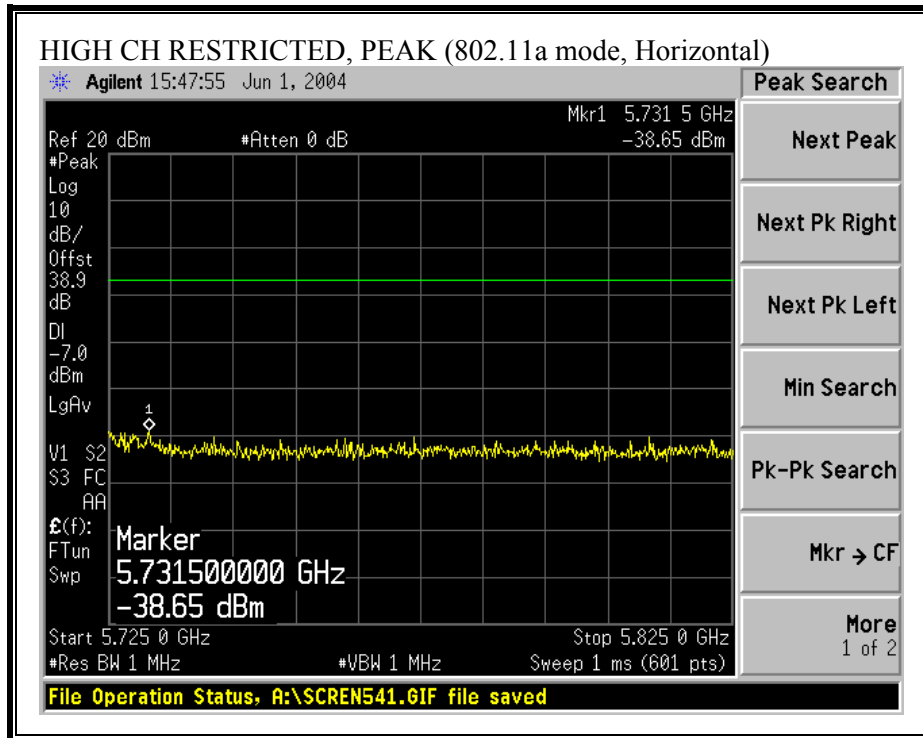 HIGH CH RESTRICTED, PEAK (802.11a mode, Horizontal)
Agilent 15:47:55 Jun 1, 2004
Peak Search
Mkr1 5.731 5 GHz
Ref 20 dBm #Atten 0 dB -38.65 dBm
#Peak
Log
10
dB/
Offst
38.9
dB
DI
-7.0
dBm
LgAv
1
V1 S2
S3 FC
AA
£(f):
FTun
Swp
Marker
5.731500000 GHz
-38.65 dBm
Start 5.725 0 GHz Stop 5.825 0 GHz
#Res BW 1 MHz #VBW 1 MHz Sweep 1 ms (601 pts)
Next Peak
Next Pk Right
Next Pk Left
Min Search
Pk-Pk Search
Mkr → CF
More
1 of 2
File Operation Status, A:\SCREN541.GIF file saved